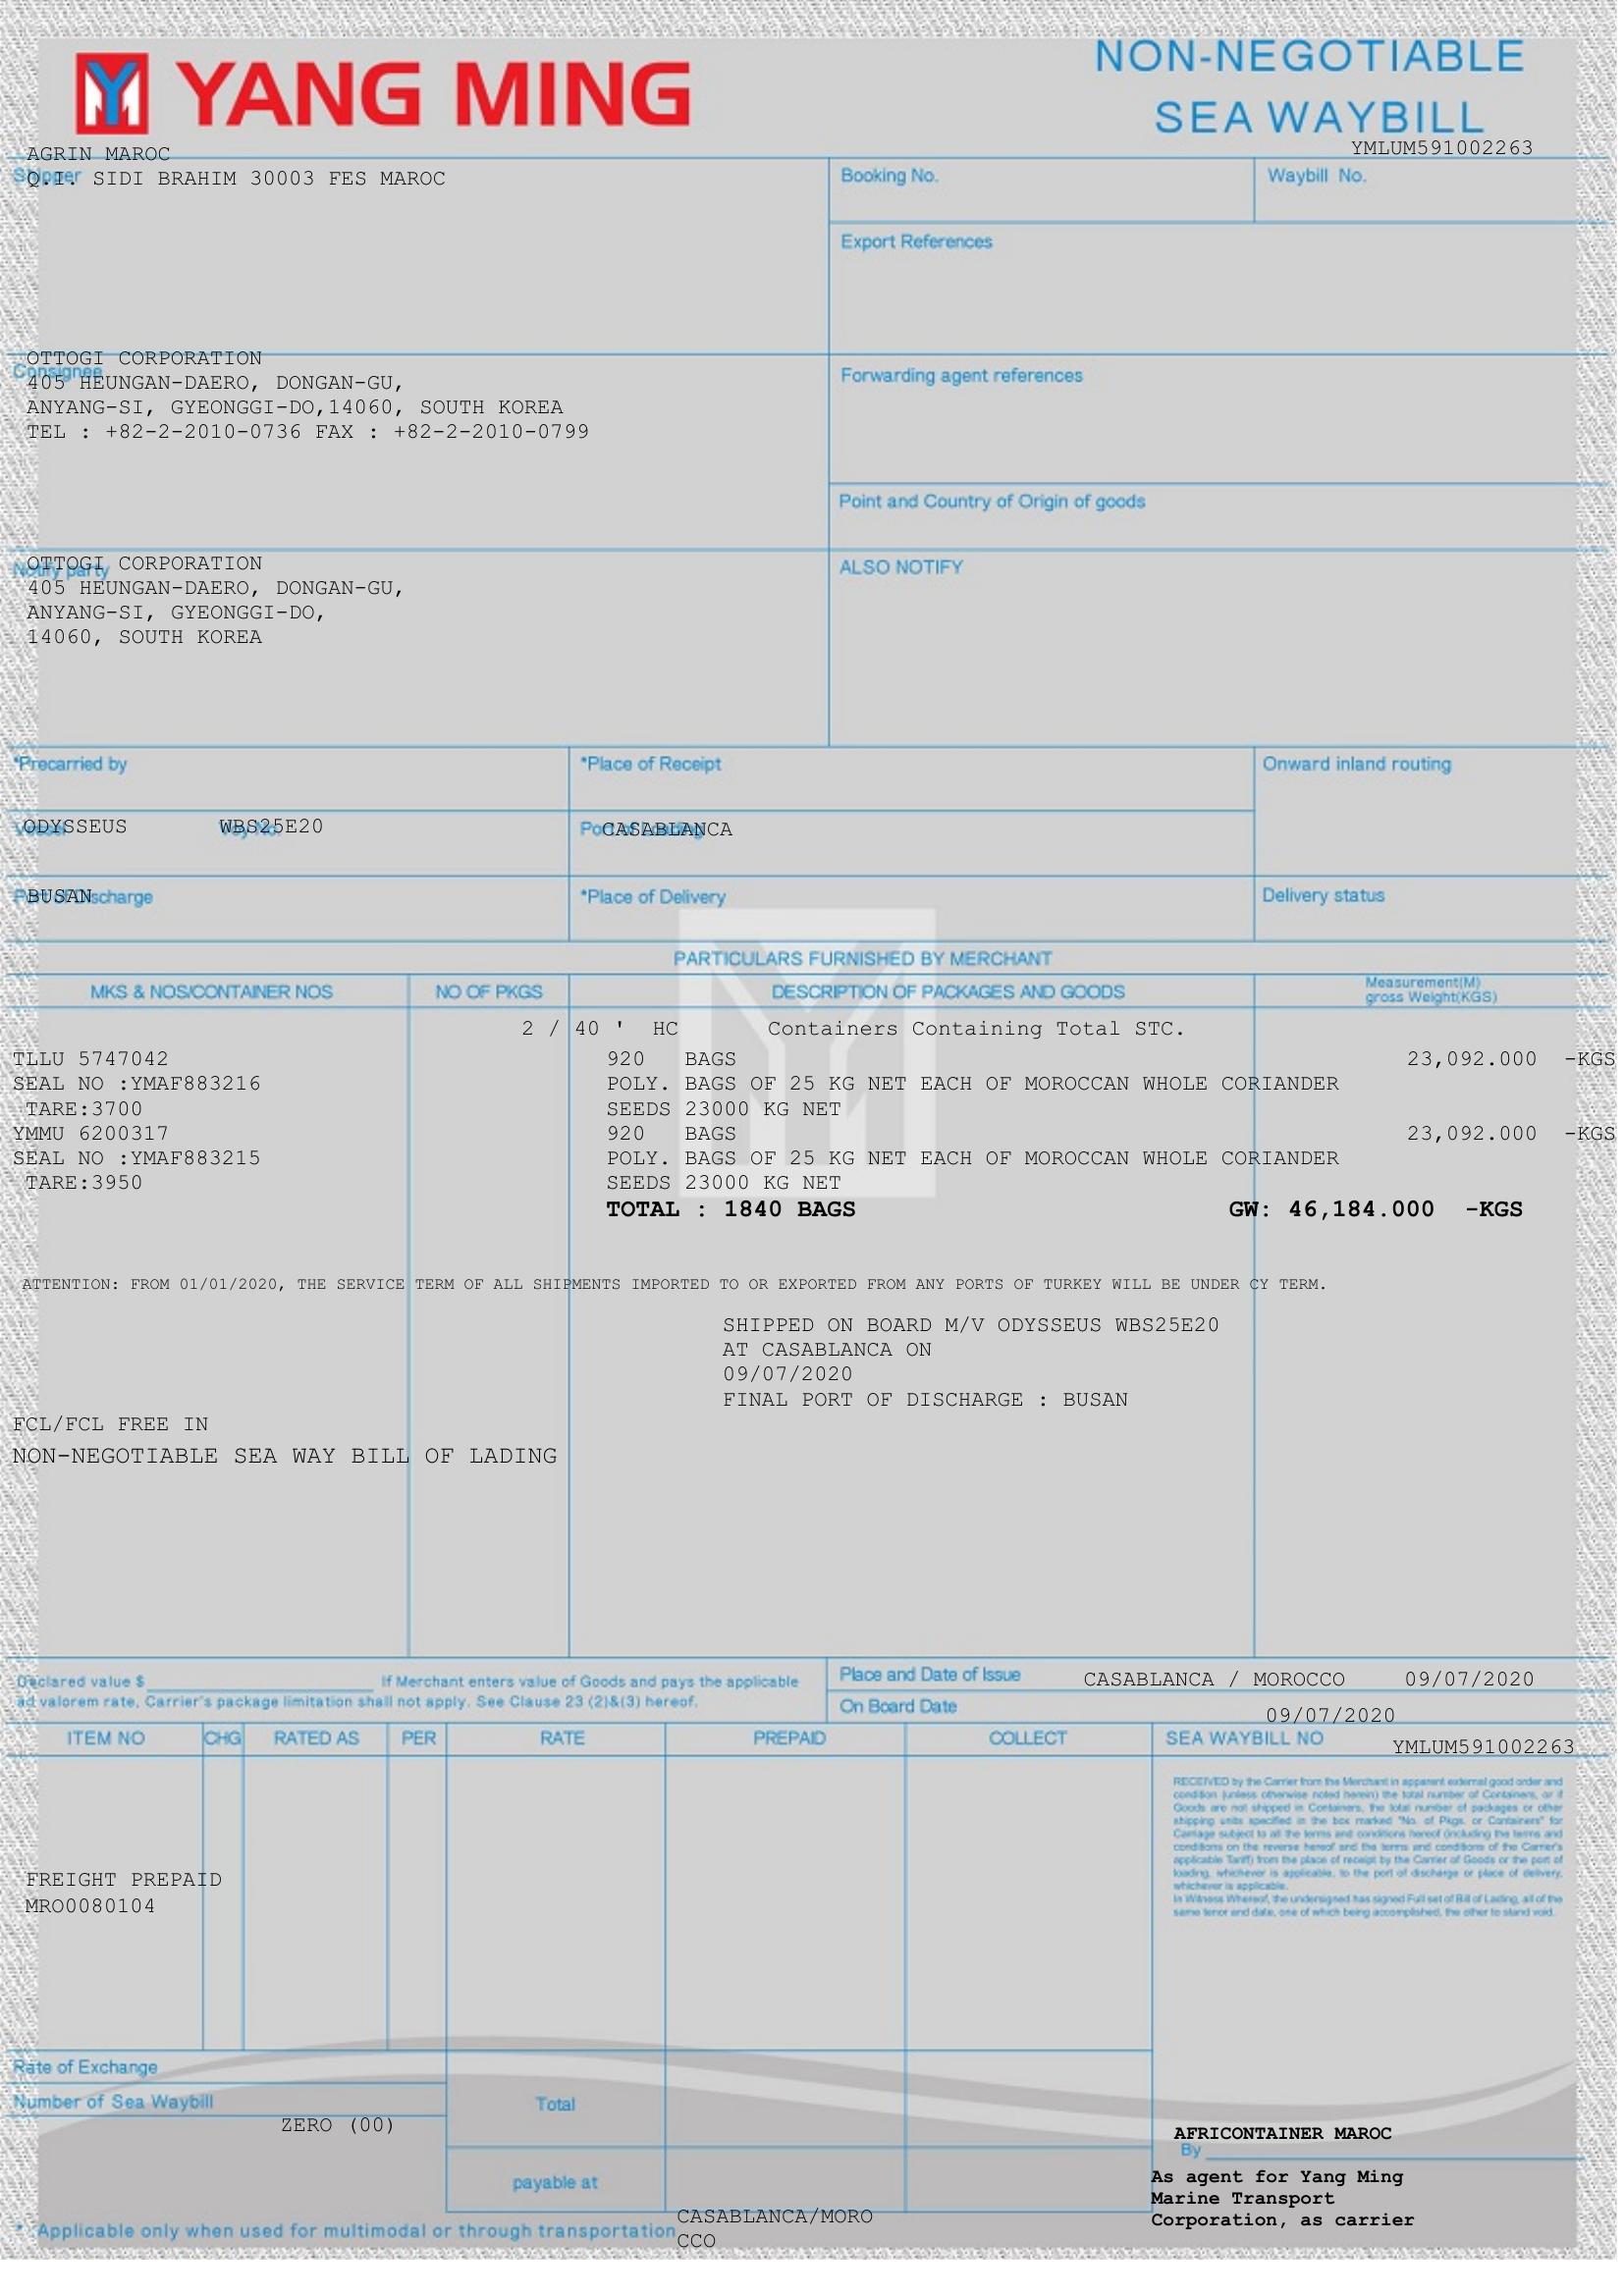 YANG MING
NON-NEGOTIABLE
SEA WAYBILL
YMLUM591002263
AGRIN MAROC
Shipper
Q.I. SIDI BRAHIM 30003 FES MAROC
Booking No.
Waybill No.
Export References
OTTOGI CORPORATION
Consignee
405 HEUNGAN-DAERO, DONGAN-GU,
ANYANG-SI, GYEONGGI-DO,14060, SOUTH KOREA
TEL : +82-2-2010-0736 FAX : +82-2-2010-0799
Forwarding agent references
Point and Country of Origin of goods
OTTOGI CORPORATION
Notify party
405 HEUNGAN-DAERO, DONGAN-GU,
ANYANG-SI, GYEONGGI-DO,
14060, SOUTH KOREA
ALSO NOTIFY
*Precarried by
*Place of Receipt
Onward inland routing
Vessel
ODYSSEUS
Voy No.
WBS25E20
Port of Loading
CASABLANCA
Port of Discharge
BUSAN
*Place of Delivery
Delivery status
PARTICULARS FURNISHED BY MERCHANT
MKS & NOS/CONTAINER NOS
NO OF PKGS
DESCRIPTION OF PACKAGES AND GOODS
Measurement(M)
gross Weight(KGS)
2 / 40 ' HC Containers Containing Total STC.
TLLU 5747042 920 BAGS 23,092.000 -KGS
SEAL NO :YMAF883216 POLY. BAGS OF 25 KG NET EACH OF MOROCCAN WHOLE CORIANDER
TARE:3700 SEEDS 23000 KG NET
YMMU 6200317 920 BAGS 23,092.000 -KGS
SEAL NO :YMAF883215 POLY. BAGS OF 25 KG NET EACH OF MOROCCAN WHOLE CORIANDER
TARE:3950 SEEDS 23000 KG NET
TOTAL : 1840 BAGS GW: 46,184.000 -KGS
ATTENTION: FROM 01/01/2020, THE SERVICE TERM OF ALL SHIPMENTS IMPORTED TO OR EXPORTED FROM ANY PORTS OF TURKEY WILL BE UNDER CY TERM.
SHIPPED ON BOARD M/V ODYSSEUS WBS25E20
AT CASABLANCA ON
09/07/2020
FINAL PORT OF DISCHARGE : BUSAN
FCL/FCL FREE IN
NON-NEGOTIABLE SEA WAY BILL OF LADING
Declared value $ If Merchant enters value of Goods and pays the applicable
ad valorem rate, Carrier's package limitation shall not apply. See Clause 23 (2)&(3) hereof.
Place and Date of Issue CASABLANCA / MOROCCO 09/07/2020
On Board Date 09/07/2020
ITEM NO CHG RATED AS PER RATE PREPAID COLLECT
SEA WAYBILL NO YMLUM591002263
RECEIVED by the Carrier from the Merchant in apparent external good order and
condition (unless otherwise noted herein) the total number of Containers, or if
Goods are not shipped in Containers, the total number of packages or other
shipping units specified in the box marked "No. of Pkgs. or Containers" for
Carriage subject to all the terms and conditions hereof (including the terms and
conditions on the reverse hereof and the terms and conditions of the Carrier's
applicable Tariff) from the place of receipt by the Carrier of Goods or the port of
loading, whichever is applicable, to the port of discharge or place of delivery,
whichever is applicable.
In Witness Whereof, the undersigned has signed Full set of Bill of Lading, all of the
same tenor and date, one of which being accomplished, the other to stand void.
FREIGHT PREPAID
MRO0080104
Rate of Exchange
Number of Sea Waybill
ZERO (00)
Total
payable at
CASABLANCA/MORO
CCO
AFRICONTAINER MAROC
By
As agent for Yang Ming
Marine Transport
Corporation, as carrier
* Applicable only when used for multimodal or through transportation